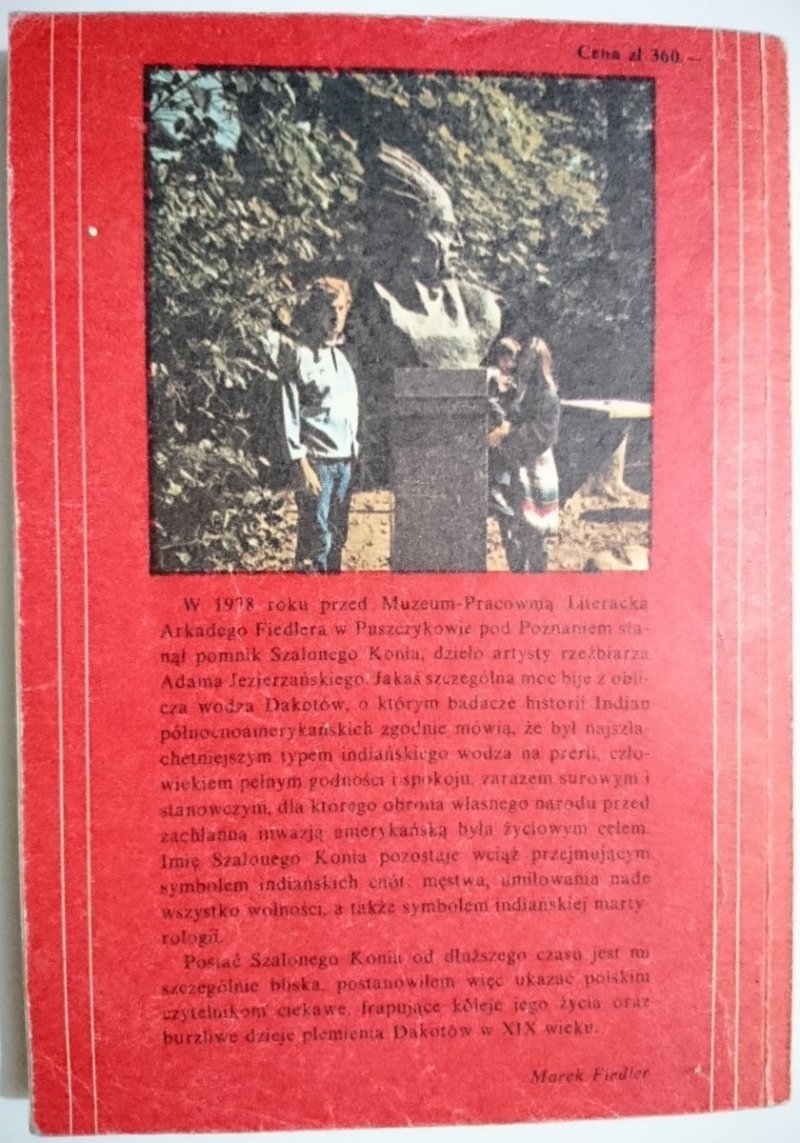 Cena zł 360.—
W 1978 roku przed Muzeum-Pracownią Literacką
Arkadego Fiedlera w Puszczykowie pod Poznaniem sta-
nął pomnik Szalonego Konia, dzieło artysty rzeźbiarza
Adama Jezierzańskiego. Jakaś szczególna moc bije z obli-
cza wodza Dakotów, o którym badacze historii Indian
północnoamerykańskich zgodnie mówią, że był najszla-
chetniejszym typem indiańskiego wodza na prerii, czło-
wiekiem pełnym godności i spokoju, zarazem surowym i
stanowczym, dla którego obrona własnego narodu przed
zachłanną inwazją amerykańską była życiowym celem.
Imię Szalonego Konia pozostaje wciąż przejmującym
symbolem indiańskich cnót: męstwa, umiłowania nade
wszystko wolności, a także symbolem indiańskiej marty-
rologii.
Postać Szalonego Konia od dłuższego czasu jest mi
szczególnie bliska, postanowiłem więc ukazać polskim
czytelnikom ciekawe, frapujące koleje jego życia oraz
burzliwe dzieje plemienia Dakotów w XIX wieku.
Marek Fiedler